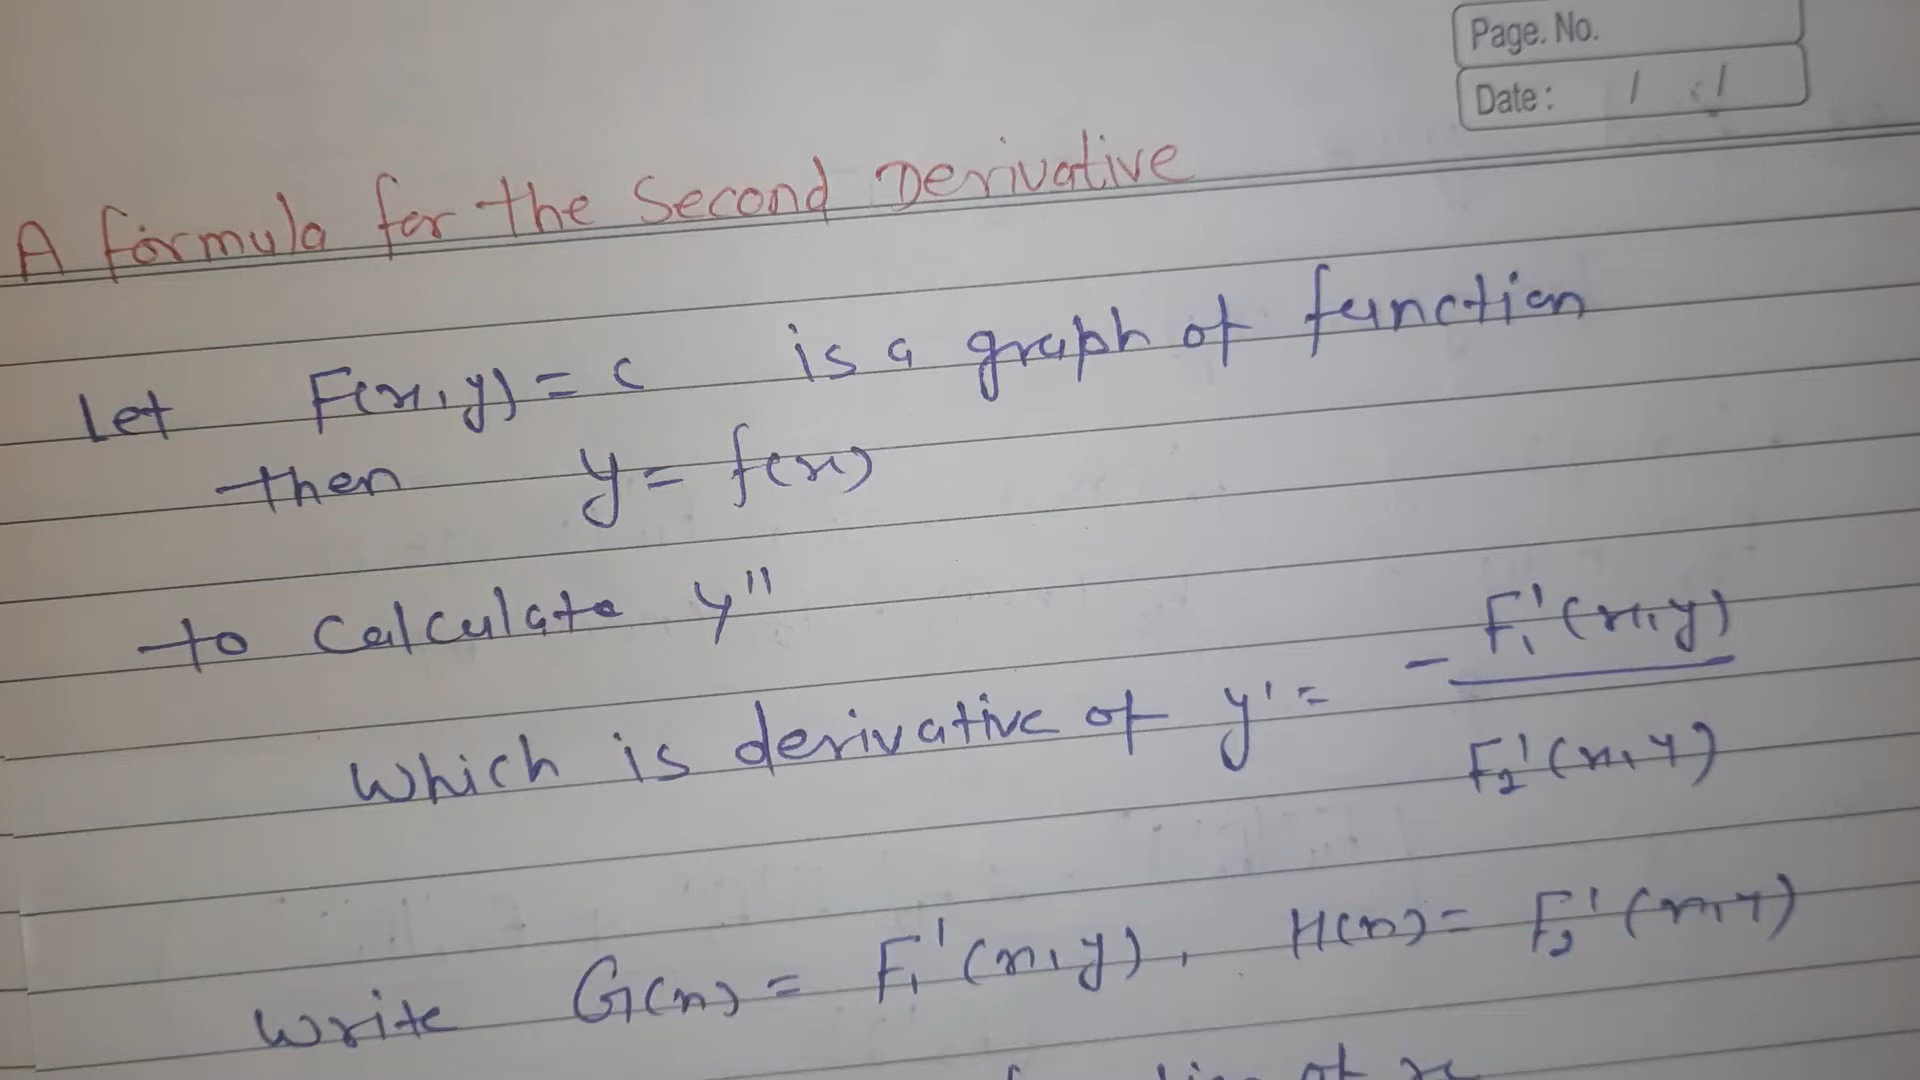 Page. No.
Date: / /
A formula for the Second Derivative
Let F(x,y) = c is a graph of function
then y = f(x)
to calculate y''
which is derivative of y' = - F₁'(x,y) / F₂'(x,y)
write G(x) = F₁'(x,y), H(x) = F₂'(x,y)
of x